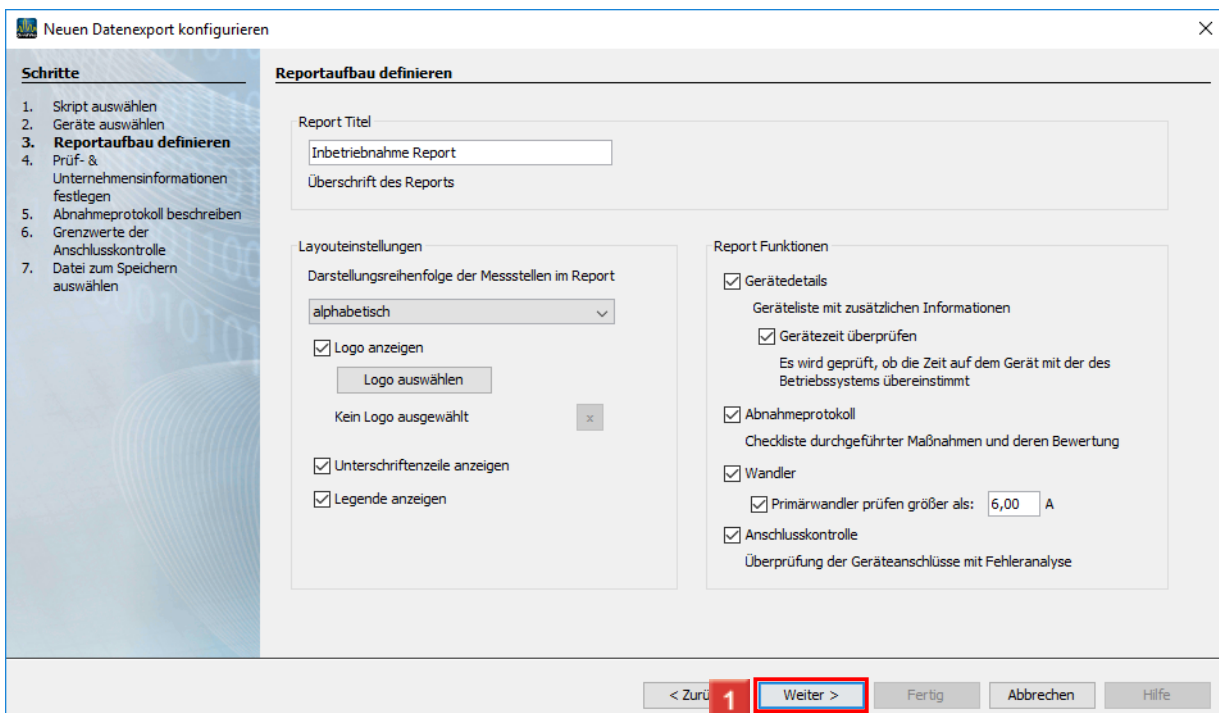 Neuen Datenexport konfigurieren
Schritte
1. Skript auswählen
2. Geräte auswählen
3. Reportaufbau definieren
4. Prüf- &
Unternehmensinformationen
festlegen
5. Abnahmeprotokoll beschreiben
6. Grenzwerte der
Anschlusskontrolle
7. Datei zum Speichern
auswählen
Reportaufbau definieren
Report Titel
Inbetriebnahme Report
Überschrift des Reports
Layouteinstellungen
Darstellungsreihenfolge der Messstellen im Report
alphabetisch
Logo anzeigen
Logo auswählen
Kein Logo ausgewählt
x
Unterschriftenzeile anzeigen
Legende anzeigen
Report Funktionen
Gerätedetails
Geräteliste mit zusätzlichen Informationen
Gerätezeit überprüfen
Es wird geprüft, ob die Zeit auf dem Gerät mit der des
Betriebssystems übereinstimmt
Abnahmeprotokoll
Checkliste durchgeführter Maßnahmen und deren Bewertung
Wandler
Primärwandler prüfen größer als: 6,00 A
Anschlusskontrolle
Überprüfung der Geräteanschlüsse mit Fehleranalyse
< Zurü 1 Weiter > Fertig Abbrechen Hilfe